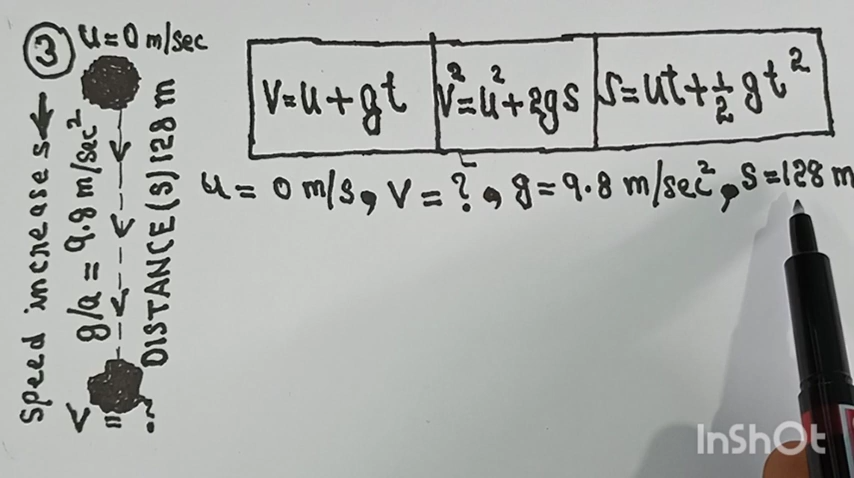 ③ u=0 m/sec
V=u+gt
V²=u²+2gs
S=ut+½gt²
u=0 m/s, V=?, g=9.8 m/sec², S=128 m
speed increases
g/a = 9.8 m/sec²
DISTANCE(S) 128 m
V=?
InShOt